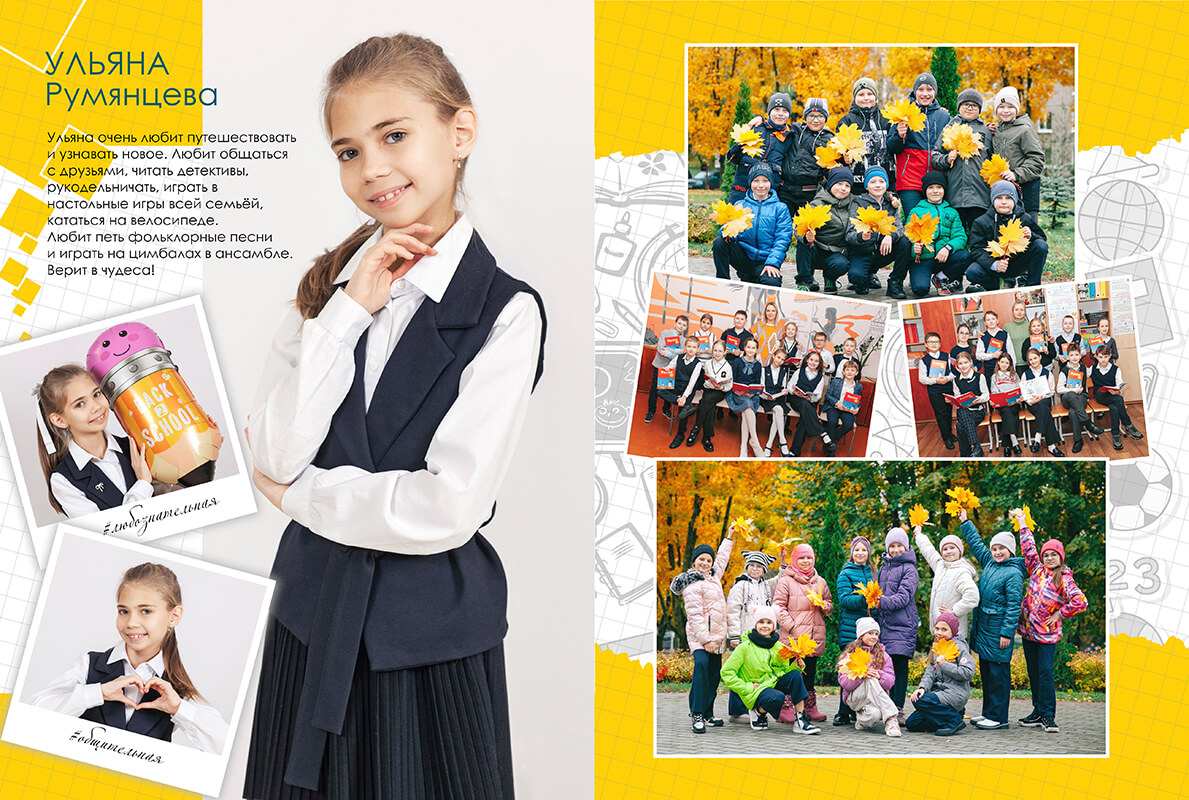 УЛЬЯНА
Румянцева
Ульяна очень любит путешествовать
и узнавать новое. Любит общаться
с друзьями, читать детективы,
рукодельничать, играть в
настольные игры всей семьёй,
кататься на велосипеде.
Любит петь фольклорные песни
и играть на цимбалах в ансамбле.
Верит в чудеса!
BACK
2
SCHOOL
#любознательная
#общительная
23